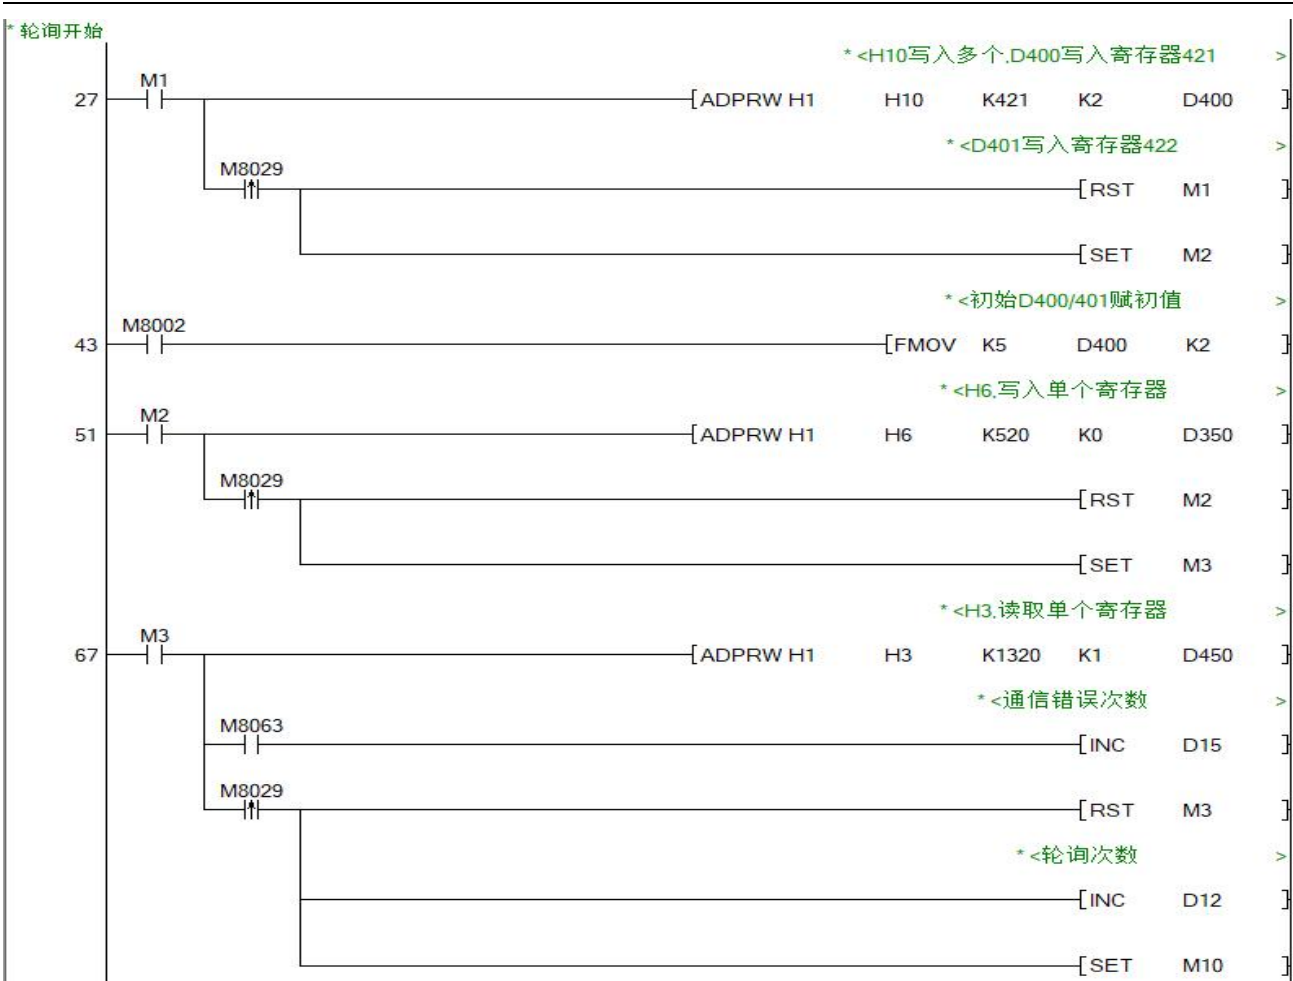 * 轮询开始
* <H10写入多个,D400写入寄存器421 >
M1
27 [ADPRW H1 H10 K421 K2 D400 ]
* <D401写入寄存器422 >
M8029
[RST M1 ]
[SET M2 ]
* <初始D400/401赋初值 >
M8002
43 [FMOV K5 D400 K2 ]
* <H6,写入单个寄存器 >
M2
51 [ADPRW H1 H6 K520 K0 D350 ]
M8029
[RST M2 ]
[SET M3 ]
* <H3,读取单个寄存器 >
M3
67 [ADPRW H1 H3 K1320 K1 D450 ]
* <通信错误次数 >
M8063
[INC D15 ]
M8029
[RST M3 ]
* <轮询次数 >
[INC D12 ]
[SET M10 ]